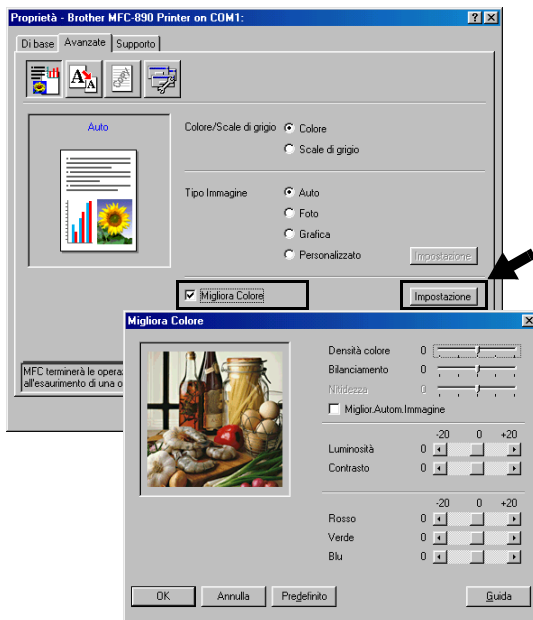 Proprietà - Brother MFC-890 Printer on COM1:
Di base Avanzate Supporto
Auto
Colore/Scale di grigio Colore
Scale di grigio
Tipo Immagine Auto
Foto
Grafica
Personalizzato Impostazione
Migliora Colore Impostazione
MFC terminerà le opera
all'esaurimento di una o
Migliora Colore
Densità colore 0
Bilanciamento 0
Nitidezza 0
Miglior.Autom.Immagine
-20 0 +20
Luminosità 0
Contrasto 0
-20 0 +20
Rosso 0
Verde 0
Blu 0
OK Annulla Predefinito Guida